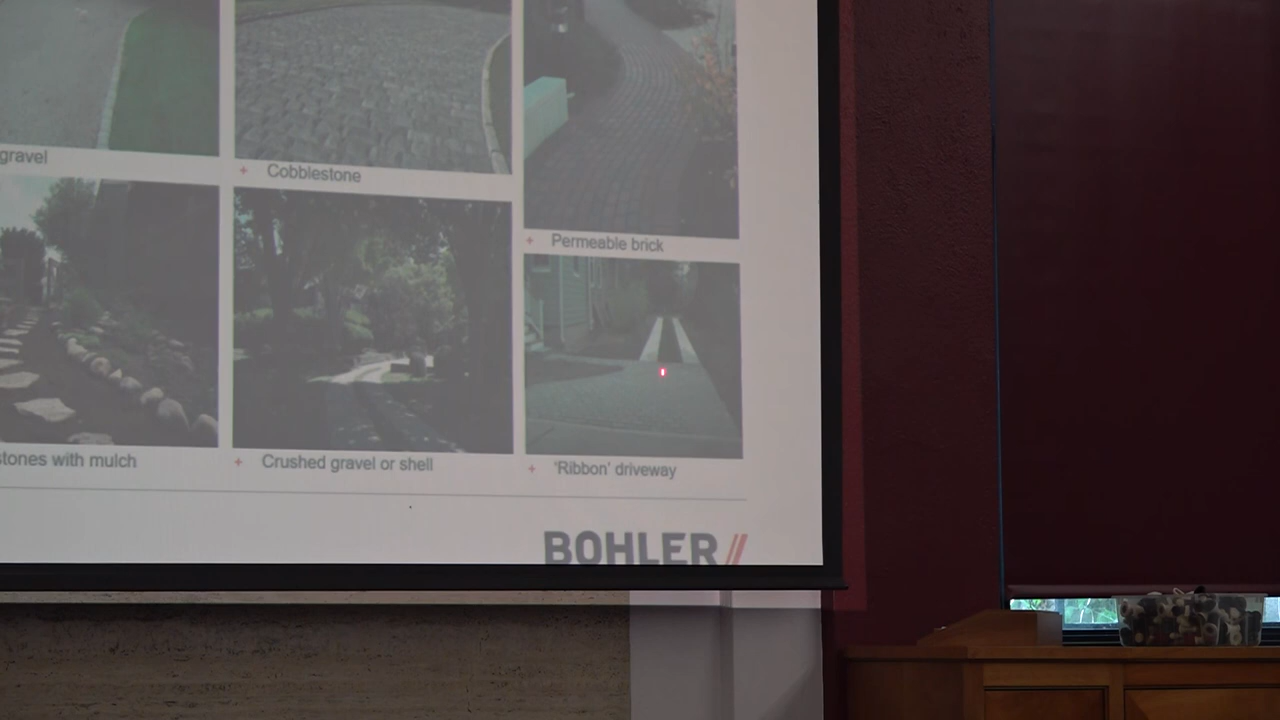 gravel
+ Cobblestone
+ Permeable brick
stones with mulch
+ Crushed gravel or shell
+ 'Ribbon' driveway
BOHLER//